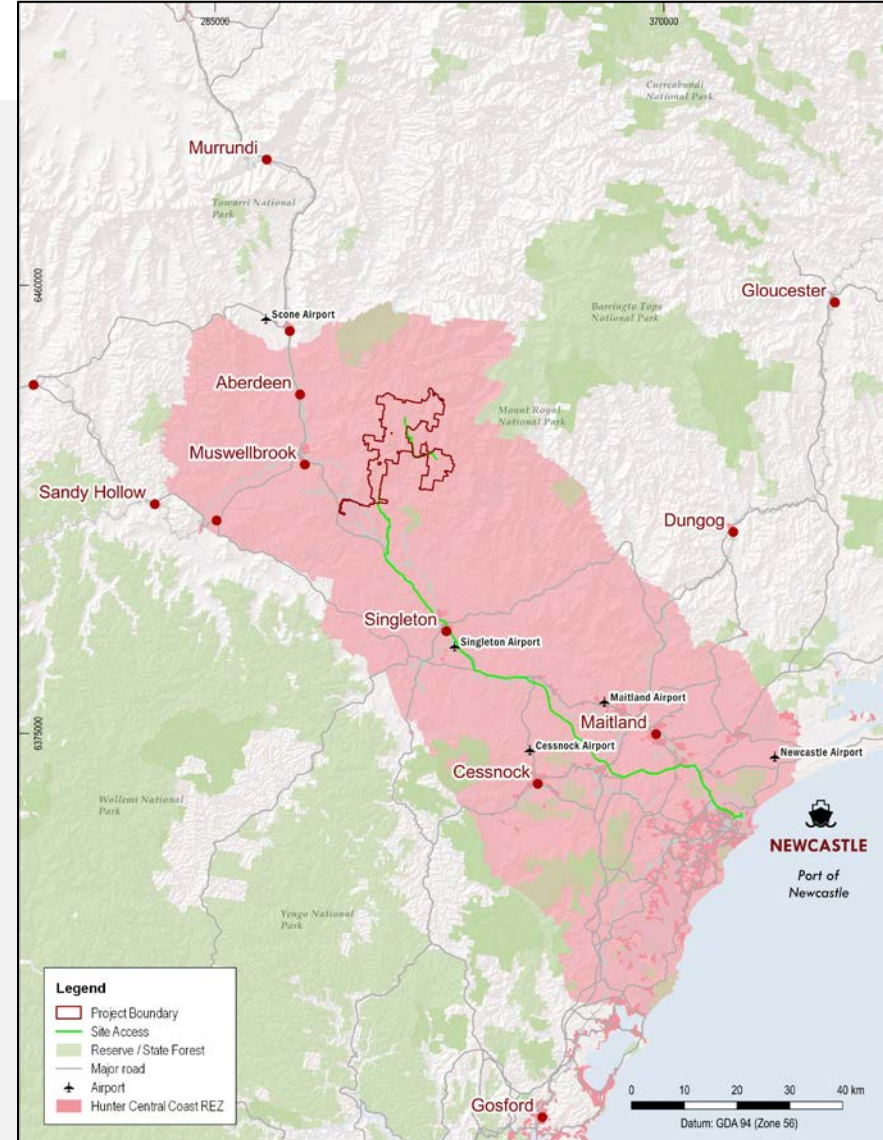 285000
370000
Curracabundi
National Park
Murrundi
Towarri National
Park
6460000
Gloucester
Scone Airport
Barringto Tops
National Park
Aberdeen
Mount Royal
National Park
Muswellbrook
Sandy Hollow
Dungog
Singleton
Singleton Airport
Maitland Airport
6375000
Maitland
Cessnock Airport
Newcastle Airport
Cessnock
Wollemi National
Park
NEWCASTLE
Port of
Newcastle
Yengo National
Park
Legend
Project Boundary
Site Access
Reserve / State Forest
Major road
Airport
Hunter Central Coast REZ
Gosford
0 10 20 30 40 km
Datum: GDA 94 (Zone 56)